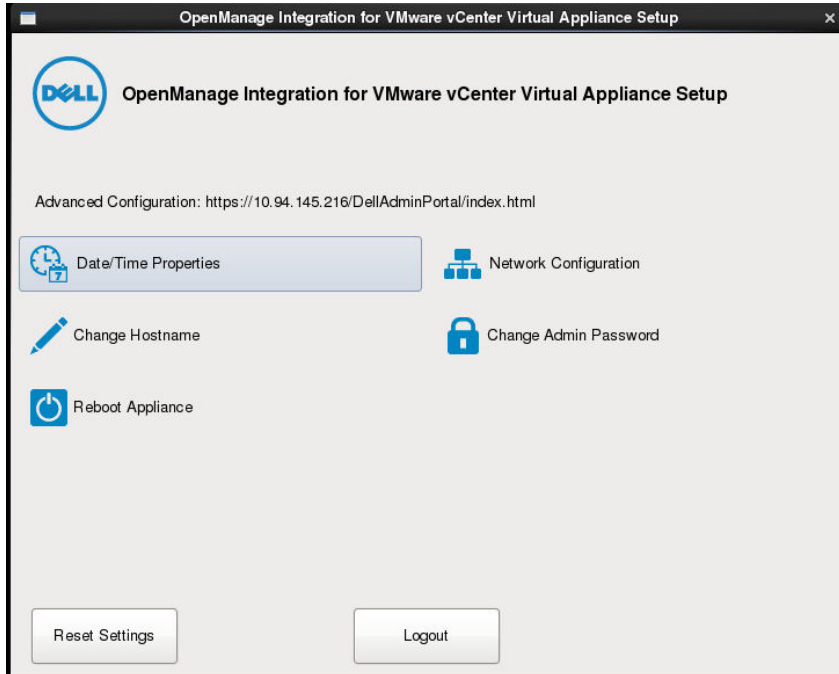 OpenManage Integration for VMware vCenter Virtual Appliance Setup
DELL
OpenManage Integration for VMware vCenter Virtual Appliance Setup
Advanced Configuration: https://10.94.145.216/DellAdminPortal/index.html
7
Date/Time Properties
Network Configuration
Change Hostname
Change Admin Password
Reboot Appliance
Reset Settings
Logout